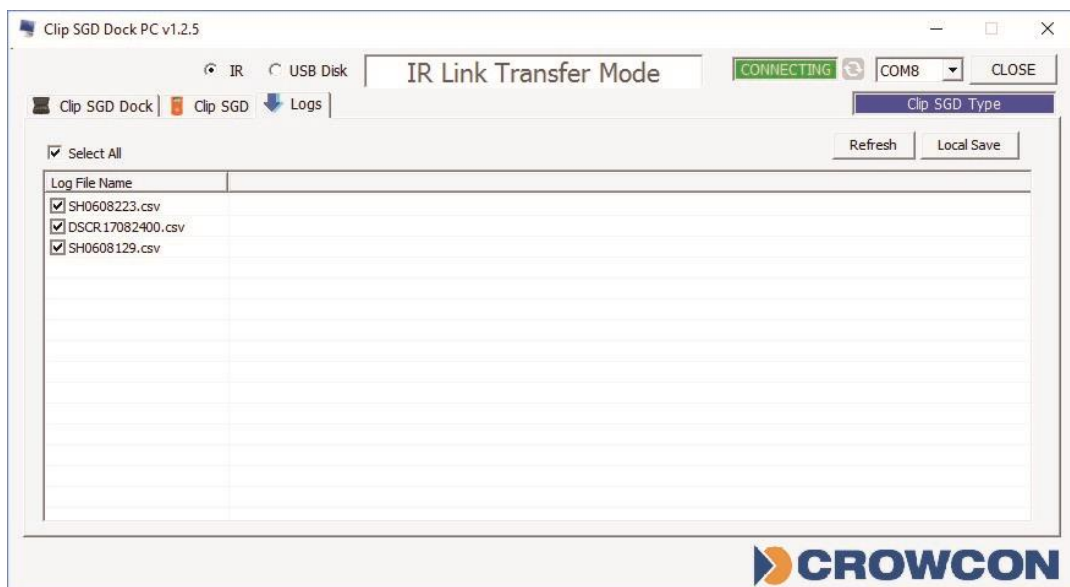 Clip SGD Dock PC v1.2.5
IR USB Disk IR Link Transfer Mode CONNECTING COM8 CLOSE
Clip SGD Dock Clip SGD Logs Clip SGD Type
Select All Refresh Local Save
Log File Name
SH0608223.csv
DSCR17082400.csv
SH0608129.csv
CROWCON